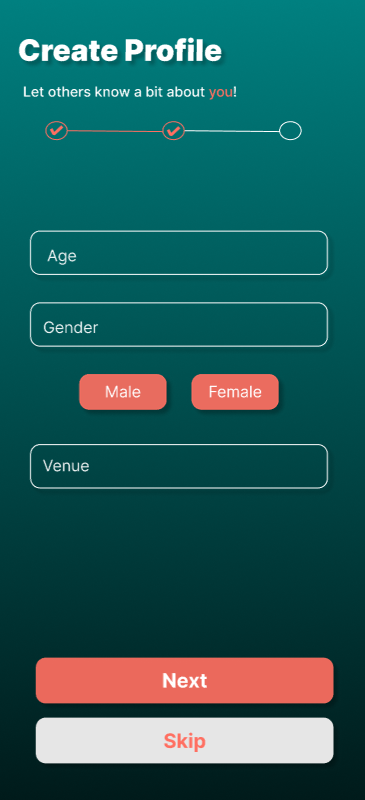 Create Profile
Let others know a bit about you!
Age
Gender
Male Female
Venue
Next
Skip